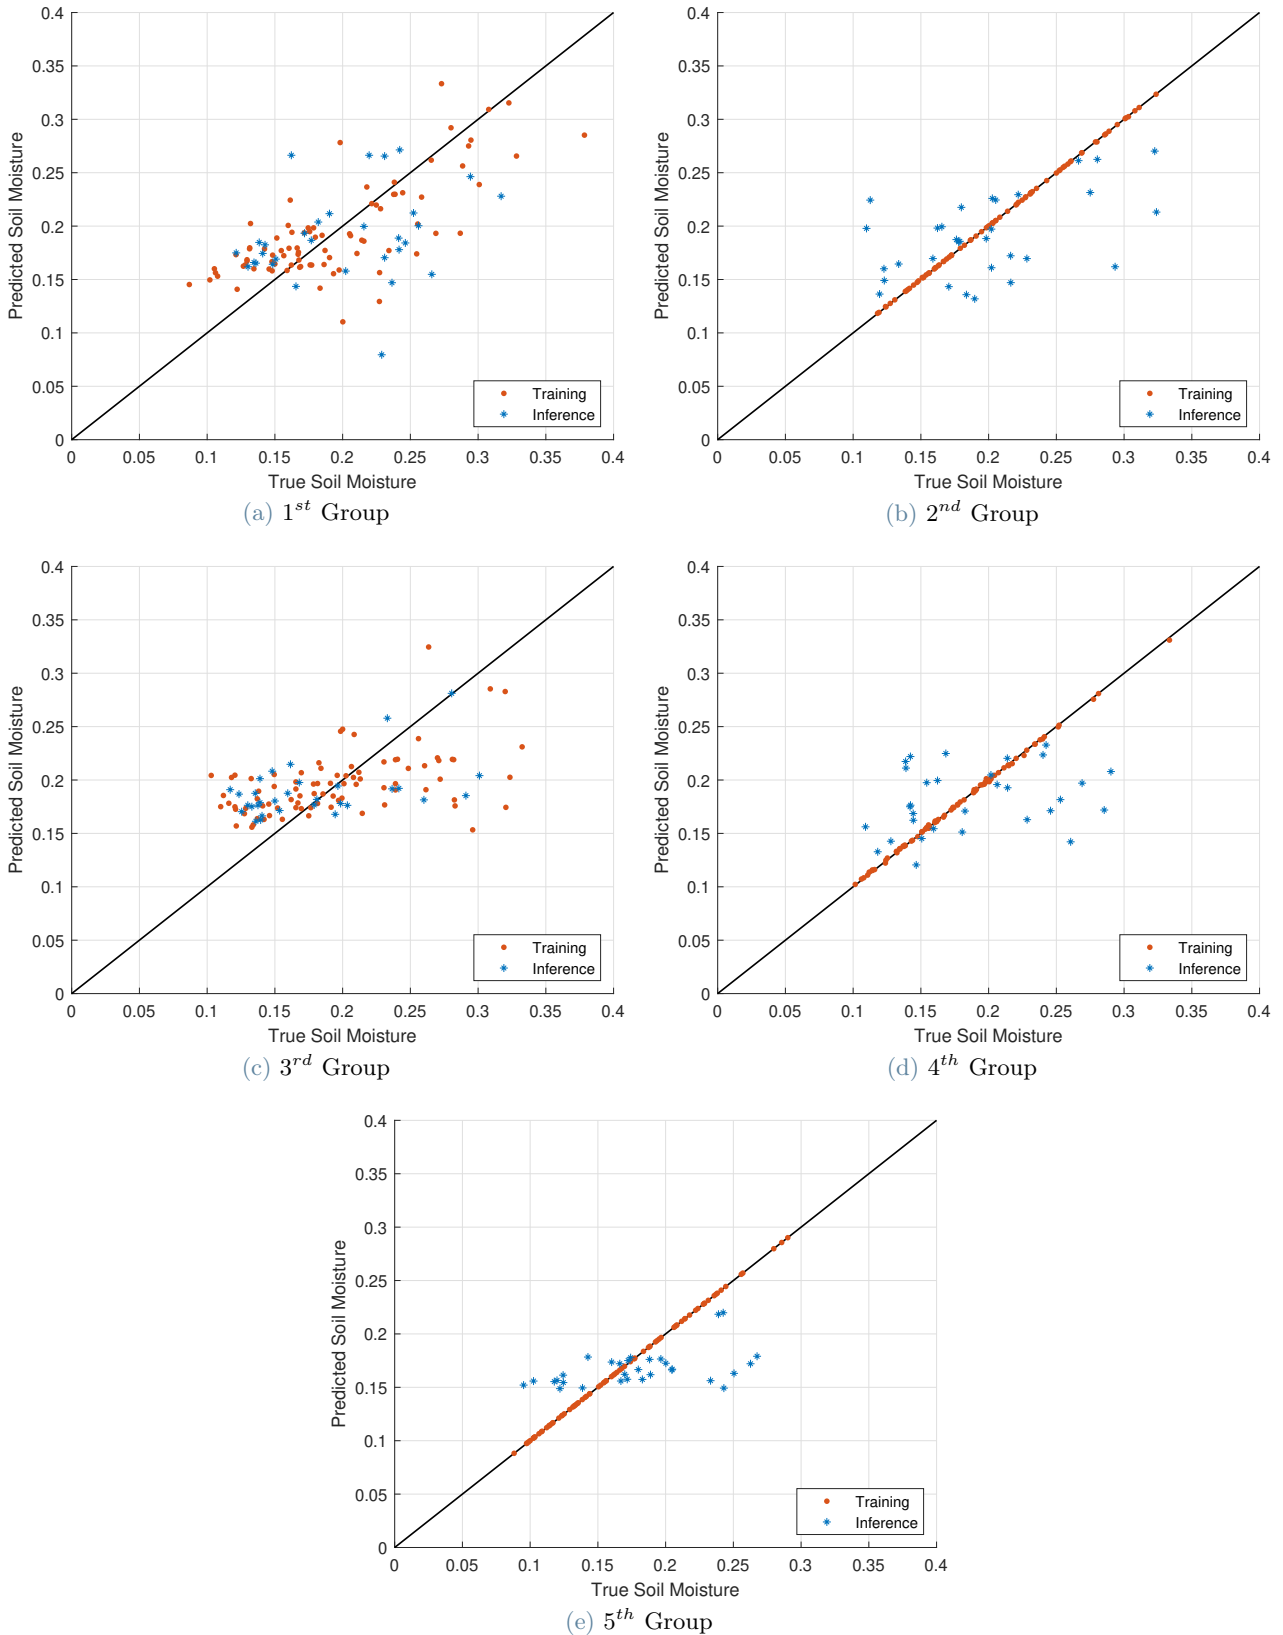 0.4
0.35
0.3
0.25
0.2
0.15
0.1
0.05
0
Predicted Soil Moisture
0 0.05 0.1 0.15 0.2 0.25 0.3 0.35 0.4
True Soil Moisture
Training
Inference
(a) 1st Group
0.4
0.35
0.3
0.25
0.2
0.15
0.1
0.05
0
Predicted Soil Moisture
0 0.05 0.1 0.15 0.2 0.25 0.3 0.35 0.4
True Soil Moisture
Training
Inference
(b) 2nd Group
0.4
0.35
0.3
0.25
0.2
0.15
0.1
0.05
0
Predicted Soil Moisture
0 0.05 0.1 0.15 0.2 0.25 0.3 0.35 0.4
True Soil Moisture
Training
Inference
(c) 3rd Group
0.4
0.35
0.3
0.25
0.2
0.15
0.1
0.05
0
Predicted Soil Moisture
0 0.05 0.1 0.15 0.2 0.25 0.3 0.35 0.4
True Soil Moisture
Training
Inference
(d) 4th Group
0.4
0.35
0.3
0.25
0.2
0.15
0.1
0.05
0
Predicted Soil Moisture
0 0.05 0.1 0.15 0.2 0.25 0.3 0.35 0.4
True Soil Moisture
Training
Inference
(e) 5th Group